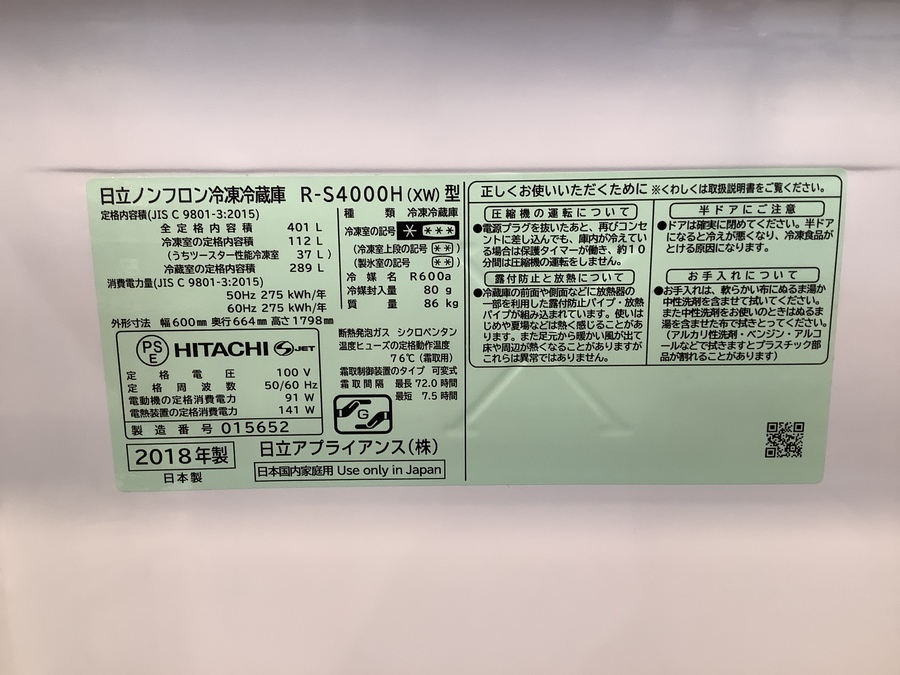 日立ノンフロン冷凍冷蔵庫 R-S4000H(XW)型
定格内容積(JIS C 9801-3:2015)
全定格内容積 401 L
冷凍室の定格内容積 112 L
(うちツースター性能冷凍室 37 L)
冷蔵室の定格内容積 289 L
消費電力量(JIS C 9801-3:2015)
50Hz 275 kWh/年
60Hz 275 kWh/年
外形寸法 幅600mm 奥行664mm 高さ1798mm
種類 冷凍冷蔵庫
冷凍室の記号 * ***
(冷凍室上段の記号 **)
(製氷室の記号 **)
冷媒名 R600a
冷媒封入量 80 g
質量 86 kg
断熱発泡ガス シクロペンタン
温度ヒューズの定格動作温度
76℃(霜取用)
霜取制御装置のタイプ 可変式
霜取間隔 最長 72.0 時間
最短 7.5 時間
G
PS
E
HITACHI S JET
定格電圧 100 V
定格周波数 50/60 Hz
電動機の定格消費電力 91 W
電熱装置の定格消費電力 141 W
製造番号 015652
2018年製
日本製
日立アプライアンス(株)
日本国内家庭用 Use only in Japan
正しくお使いいただくために ※くわしくは取扱説明書をご覧ください。
圧縮機の運転について
●電源プラグを抜いたあと、再びコンセ
ントに差し込んでも、庫内が冷えてい
る場合は保護タイマーが働き、約10
分間は圧縮機の運転をしません。
露付防止と放熱について
●冷蔵庫の前面や側面などに放熱器の
一部を利用した露付防止パイプ・放熱
パイプが組み込まれています。使いは
じめや夏場などは熱く感じることがあ
ります。また足元から暖かい風が出て
床や周辺が熱くなることがありますが
これらは異常ではありません。
半ドアにご注意
●ドアは確実に閉めてください。半ドア
になると冷えが悪くなり、冷凍食品が
とける原因になります。
お手入れについて
●お手入れは、軟らかい布にぬるま湯か
中性洗剤を含ませて拭いてください。
また中性洗剤をお使いのときはぬるま
湯を含ませた布で拭きとってください。
(アルカリ性洗剤・ベンジン・アルコ
ールなどで拭きますとプラスチック部
品が割れることがあります)